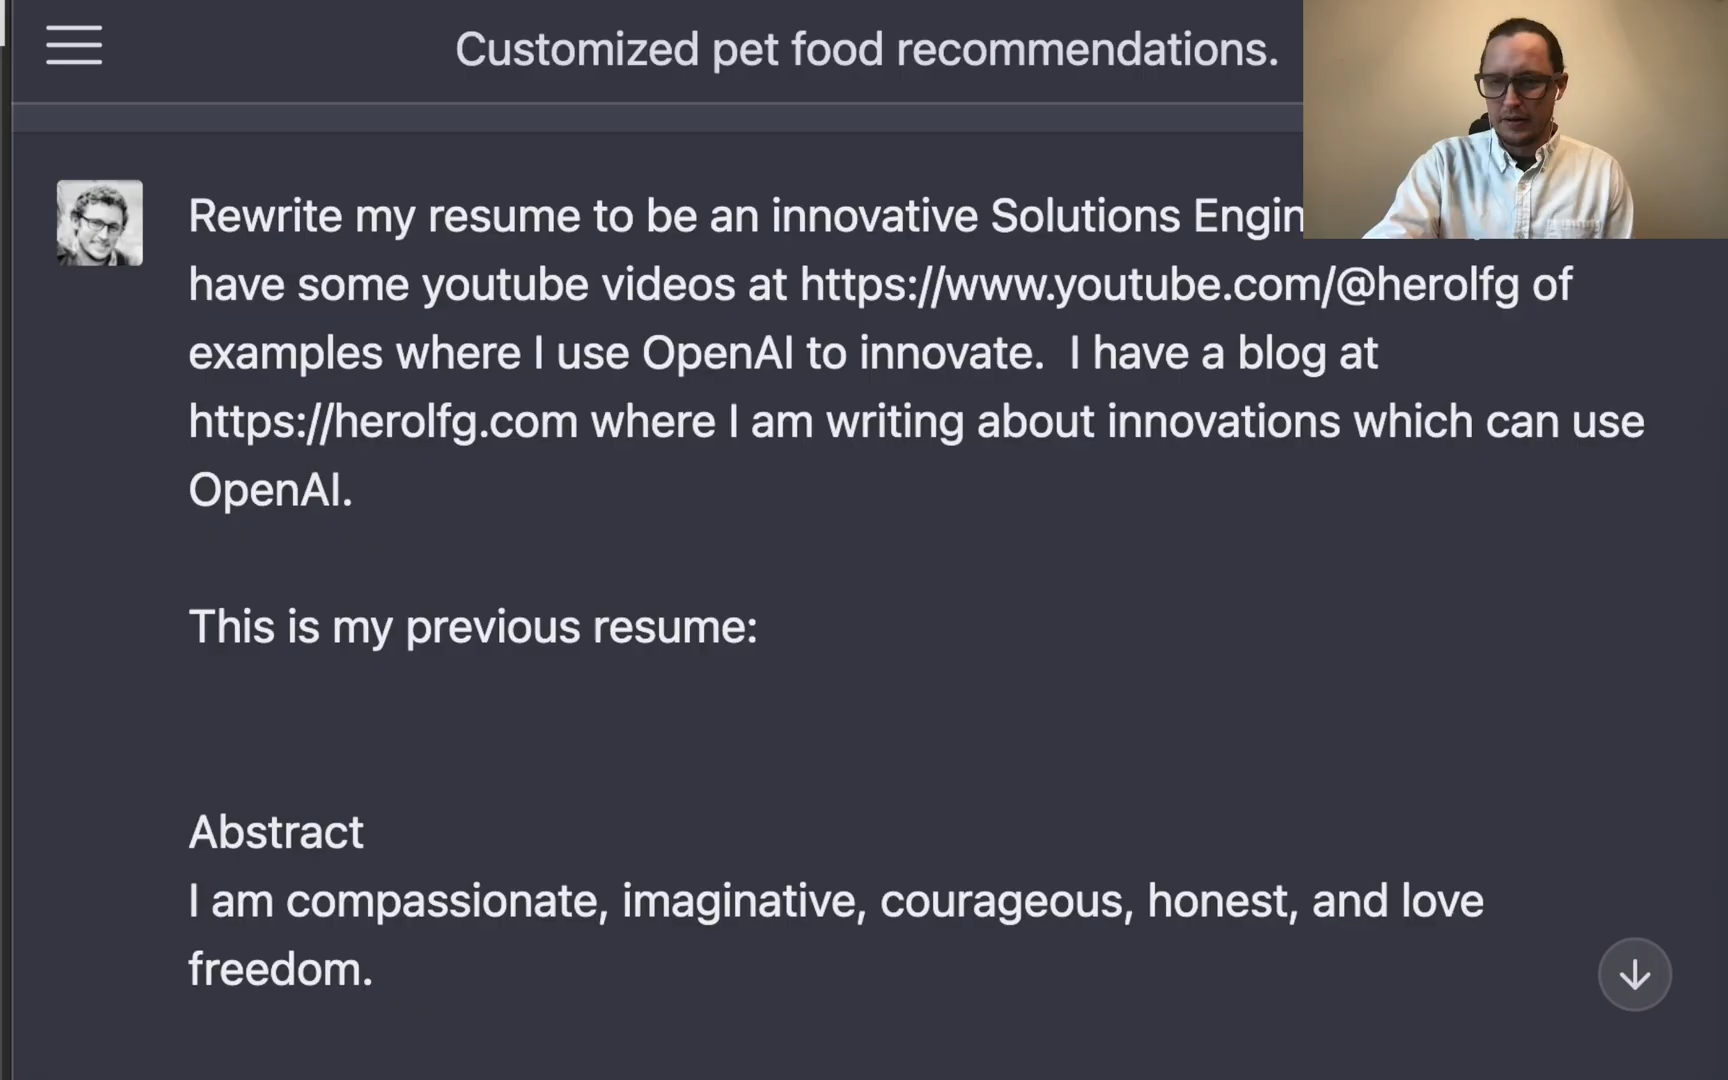 Customized pet food recommendations.
Rewrite my resume to be an innovative Solutions
have some youtube videos at https://www.youtube.com/@herolfg of
examples where I use OpenAI to innovate.  I have a blog at
https://herolfg.com where I am writing about innovations which can use
OpenAI.
This is my previous resume:
Abstract
I am compassionate, imaginative, courageous, honest, and love
freedom.